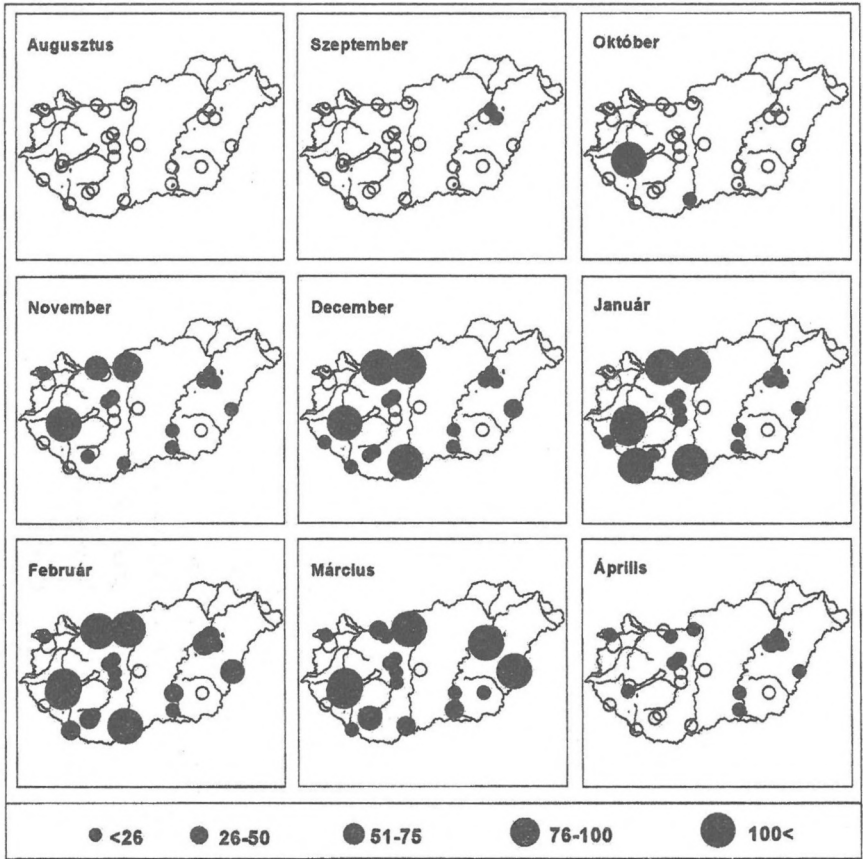 Augusztus
Szeptember
Október
November
December
Január
Február
Március
Április
<26
26-50
51-75
76-100
100<